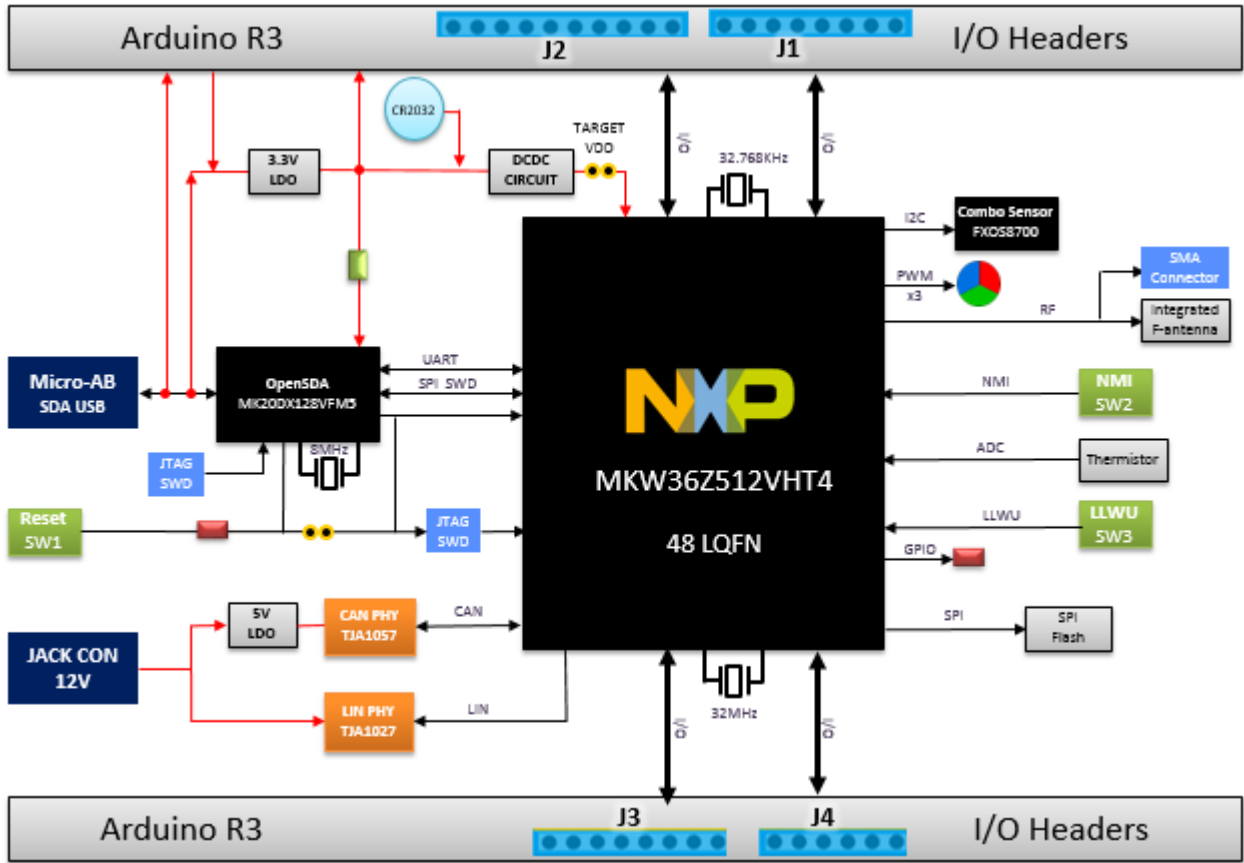 Arduino R3
J2
J1
I/O Headers
CR2032
TARGET
VDD
I/O
I/O
3.3V
LDO
DCDC
CIRCUIT
32.768KHz
I2C
Combo Sensor
FXOS8700
SMA
Connector
PWM
x3
RF
Integrated
F-antenna
Micro-AB
SDA USB
OpenSDA
MK20DX128VFM5
UART
SPI SWD
NXP
NMI
NMI
SW2
8MHz
JTAG
SWD
MKW36Z512VHT4
ADC
Thermistor
Reset
SW1
JTAG
SWD
48 LQFN
LLWU
LLWU
SW3
GPIO
5V
LDO
CAN PHY
TJA1057
CAN
SPI
SPI
Flash
JACK CON
12V
LIN PHY
TJA1027
LIN
32MHz
I/O
I/O
Arduino R3
J3
J4
I/O Headers